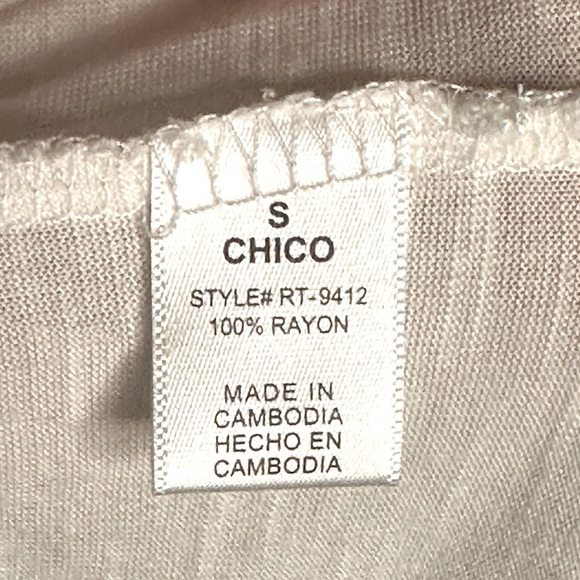 S
CHICO
STYLE# RT-9412
100% RAYON
MADE IN
CAMBODIA
HECHO EN
CAMBODIA